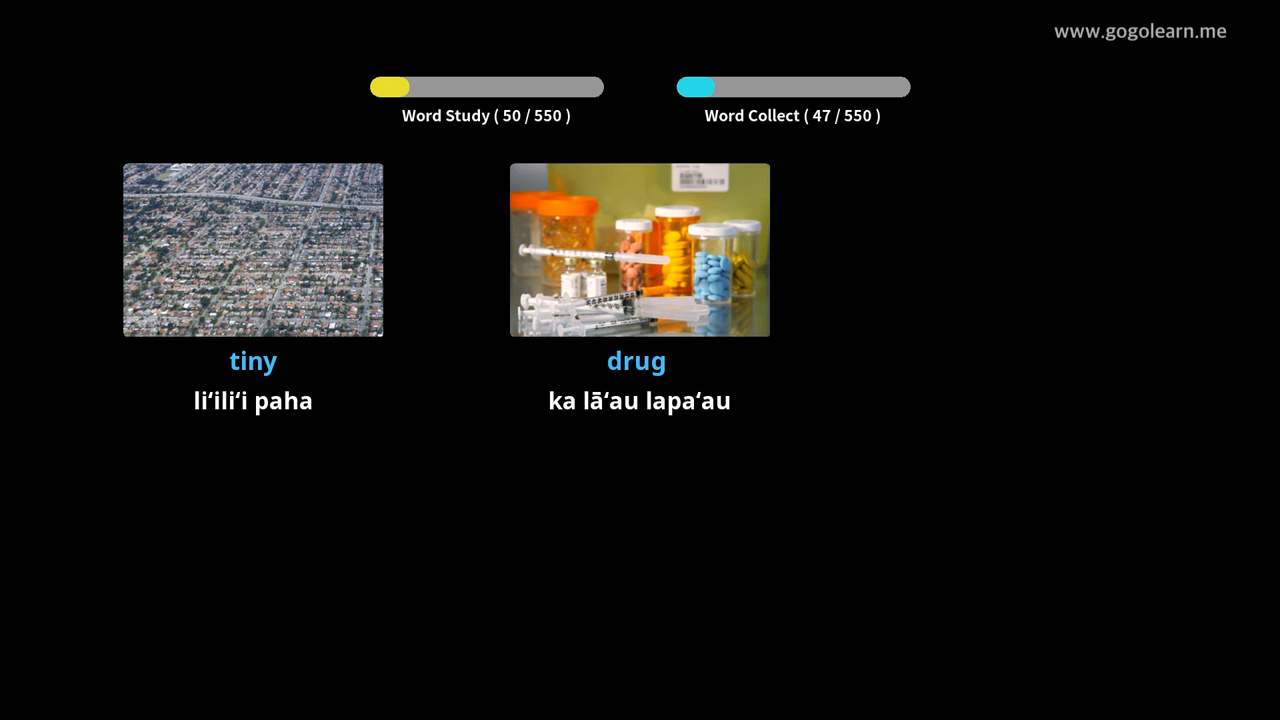 www.gogolearn.me
Word Study ( 50 / 550 )
Word Collect ( 47 / 550 )
tiny
liʻiliʻi paha
drug
ka lāʻau lapaʻau